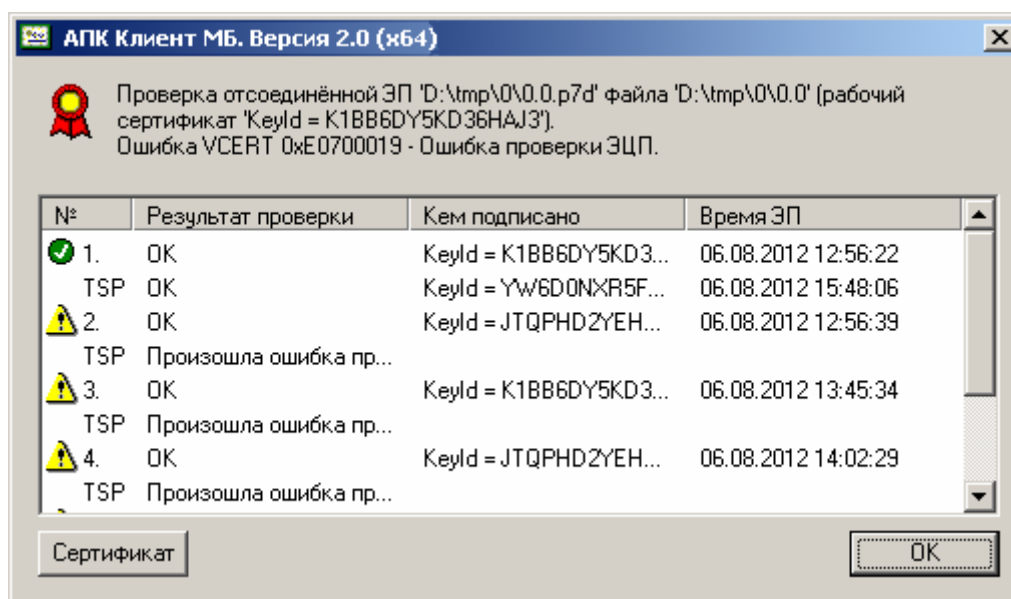 АПК Клиент МБ. Версия 2.0 (x64)
Проверка отсоединённой ЭП 'D:\tmp\0\0.0.p7d' файла 'D:\tmp\0\0.0' (рабочий
сертификат 'KeyId = K1BB6DY5KD36HAJ3').
Ошибка VCERT 0xE0700019 - Ошибка проверки ЭЦП.
№ Результат проверки Кем подписано Время ЭП
1. OK KeyId = K1BB6DY5KD3... 06.08.2012 12:56:22
TSP OK KeyId = YW6D0NXR5F... 06.08.2012 15:48:06
2. OK KeyId = JTQPHD2YEH... 06.08.2012 12:56:39
TSP Произошла ошибка пр...
3. OK KeyId = K1BB6DY5KD3... 06.08.2012 13:45:34
TSP Произошла ошибка пр...
4. OK KeyId = JTQPHD2YEH... 06.08.2012 14:02:29
TSP Произошла ошибка пр...
Сертификат OK